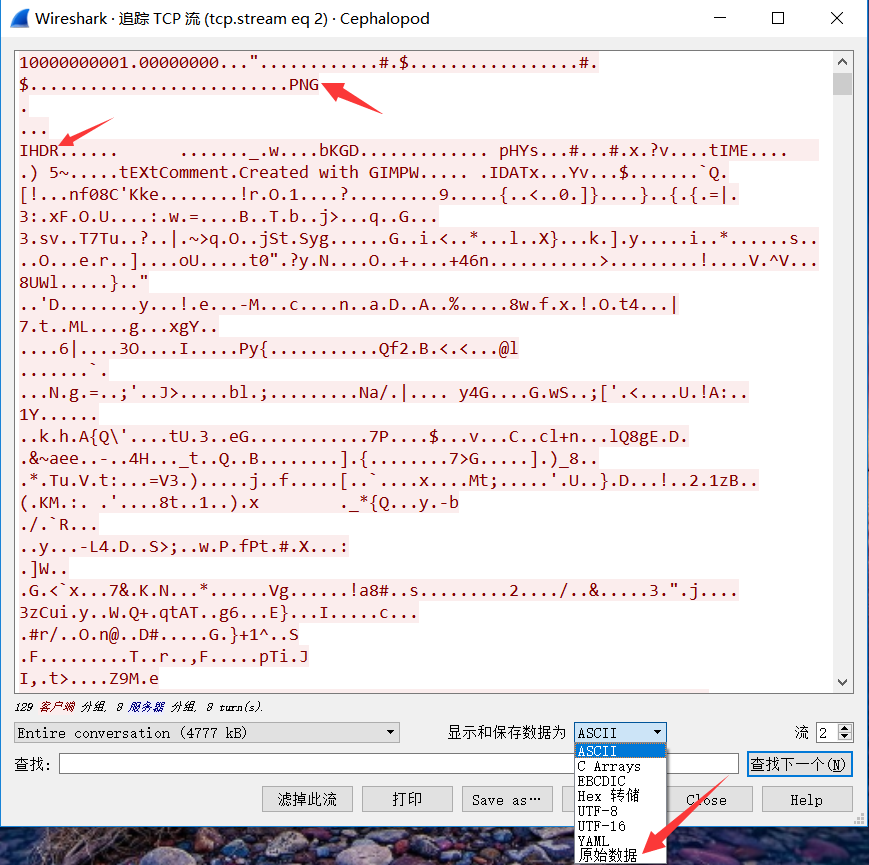 Wireshark · 追踪 TCP 流 (tcp.stream eq 2) · Cephalopod
10000000001.00000000..."............#.$.................#.
$..........................PNG
.
...
IHDR...... ......._.w....bKGD............. pHYs...#...#.x.?v....tIME....
.) 5~.....tEXtComment.Created with GIMPW..... .IDATx...Yv...$.......`Q.
[!...nf08C'Kke........!r.O.1....?.........9.....{..<..0.]}....}..{.{.=|.
3:.xF.O.U....:.w.=....B..T.b..j>...q..G...
3.sv..T7Tu..?..|.~>q.O..jSt.Syg......G..i.<..*...l..X}...k.].y.....i..*......s..
..O...e.r..]....oU.....t0".?y.N....O..+....+46n...........>.........!....V.^V...
8UWl.....}.."
..'D........y...!.e...-M...c....n..a.D..A..%.....8w.f.x.!.O.t4...|
7.t..ML....g...xgY..
....6|....3O....I.....Py{...........Qf2.B.<.<...@l
.......`.
...N.g.=..;'..J>.....bl.;.........Na/.|.... y4G....G.wS..;['.<....U.!A:..
1Y......
..k.h.A{Q\'....tU.3..eG............7P....$...v...C..cl+n...lQ8gE.D.
.&~aee..-..4H..._t..Q..B........].{........7>G.....].)_8..
.*.Tu.V.t:...=V3.).....j..f.....[..`....x....Mt;.....'.U..}.D...!..2.1zB..
(.KM.:. .'....8t..1..).x ._*{Q...y.-b
./.`R...
..y...-L4.D..S>;..w.P.fPt.#.X...:
.]W..
.G.<`x...7&.K.N...*......Vg......!a8#..s.........2..../..&.....3.".j....
3zCui.y..W.Q+.qtAT..g6...E}...I.....c...
.#r/..O.n@..D#.....G.}+1^..S
.F.........T..r..,F.....pTi.J
I,.t>....Z9M.e
129 客户端 分组, 0 服务器 分组, 0 turn(s).
Entire conversation (4777 kB) 显示和保存数据为 ASCII 流 2
查找: 查找下一个(N)
ASCII
C Arrays
EBCDIC
Hex 转储
UTF-8
UTF-16
YAML
原始数据
滤掉此流 打印 Save as… Close Help